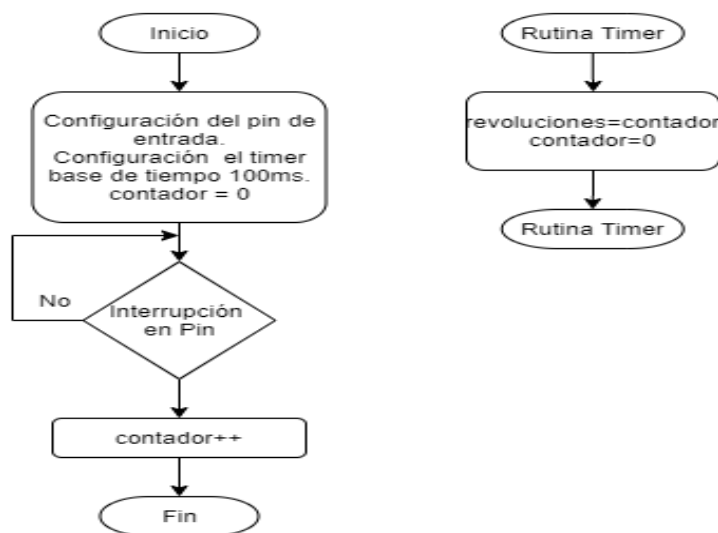 Inicio
Configuración del pin de
entrada.
Configuración el timer
base de tiempo 100ms.
contador = 0
No
Interrupción
en Pin
contador++
Fin
Rutina Timer
revoluciones=contador
contador=0
Rutina Timer